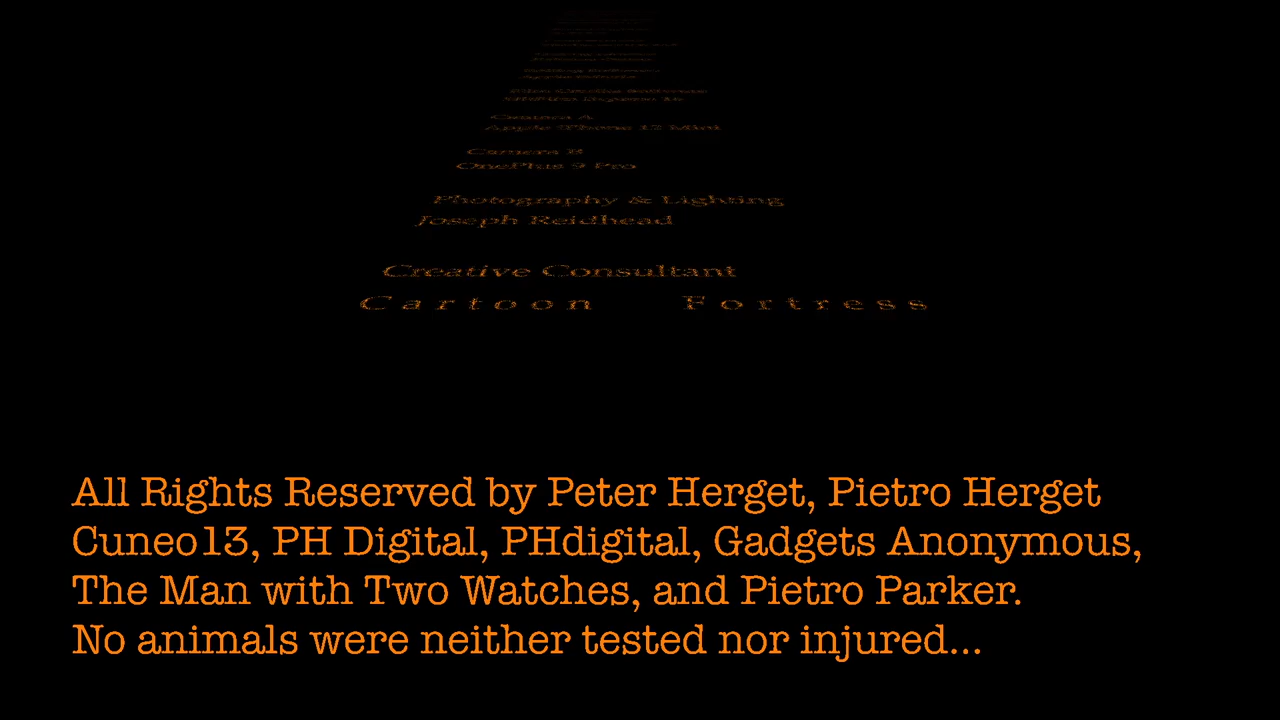 Camera A
Apple iPhone 12 Mini
Camera B
OnePlus 9 Pro
Photography & Lighting
Joseph Reidhead
Creative Consultant
Cartoon Fortress
All Rights Reserved by Peter Herget, Pietro Herget
Cuneo13, PH Digital, PHdigital, Gadgets Anonymous,
The Man with Two Watches, and Pietro Parker.
No animals were neither tested nor injured...